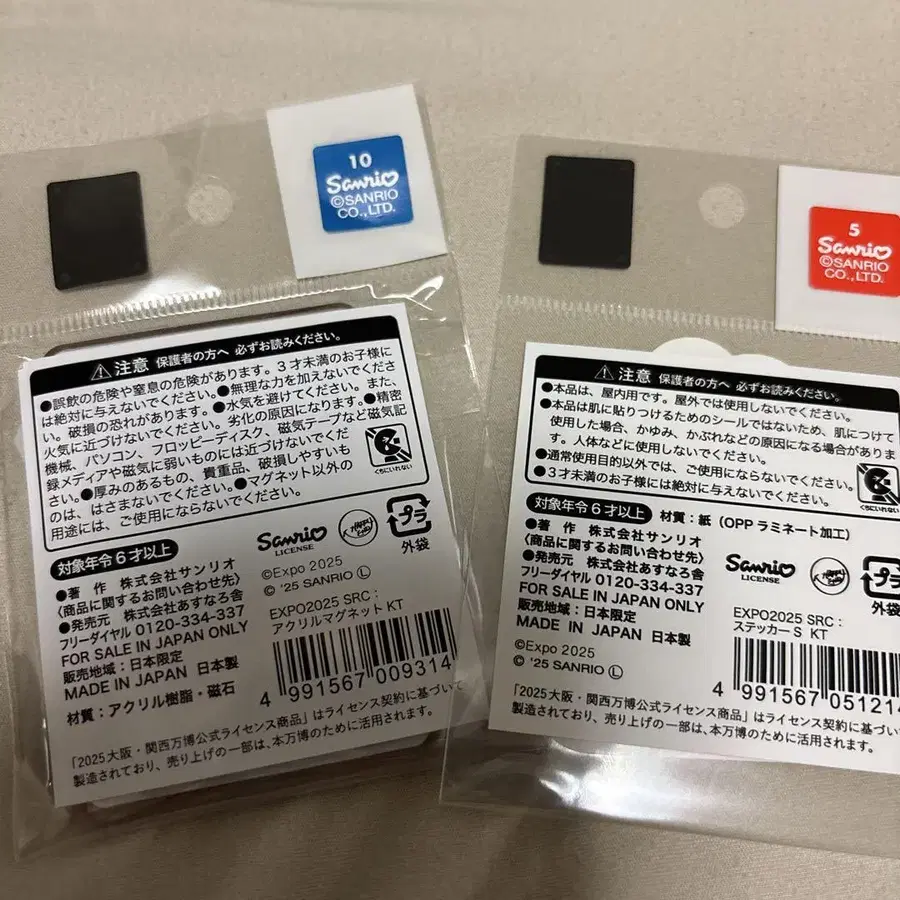 10
Sanrio
©SANRIO
CO.,LTD.
⚠注意 保護者の方へ 必ずお読みください。
●誤飲の危険や窒息の危険があります。3才未満のお子様に
は絶対に与えないでください。●無理な力を加えないでくださ
い。破損の恐れがあります。●水気を避けてください。また、
火気に近づけないでください。劣化の原因になります。●精密
機械、パソコン、フロッピーディスク、磁気テープなど磁気記
録メディアや磁気に弱いものには近づけないでくだ
さい。●厚みのあるもの、貴重品、破損しやすいも
のは、はさまないでください。●マグネット以外の
用途には、ご使用にならないでください。
くちにいれない
対象年令6才以上
●著 作 株式会社サンリオ
〈商品に関するお問い合わせ先〉
●発売元 株式会社あすなろ舎
フリーダイヤル 0120-334-337
FOR SALE IN JAPAN ONLY
販売地域:日本限定
MADE IN JAPAN 日本製
材質:アクリル樹脂・磁石
Sanrio
LICENSE
プラ
外袋
©Expo 2025
© '25 SANRIO Ⓛ
EXPO2025 SRC:
アクリルマグネット KT
4 991567 009314
「2025大阪・関西万博公式ライセンス商品」はライセンス契約に基づいて
製造されており、売り上げの一部は、本万博のために活用されます。
5
Sanrio
©SANRIO
CO.,LTD.
⚠注意 保護者の方へ 必ずお読みください。
●本品は、屋内用です。屋外では使用しないでください。
●本品は肌に貼りつけるためのシールではないため、肌につけて
使用した場合、かゆみ、かぶれなどの原因になる場合がありま
す。人体などに使用しないでください。
●通常使用目的以外では、ご使用にならないでください。
●3才未満のお子様には絶対に与えないでください。
くちにいれない
対象年令6才以上 材質:紙(OPPラミネート加工)
●著 作 株式会社サンリオ
〈商品に関するお問い合わせ先〉
●発売元 株式会社あすなろ舎
フリーダイヤル 0120-334-337
FOR SALE IN JAPAN ONLY
販売地域:日本限定
MADE IN JAPAN 日本製
©Expo 2025
© '25 SANRIO Ⓛ
Sanrio
LICENSE
プラ
外袋
EXPO2025 SRC:
ステッカーS KT
4 991567 051214
「2025大阪・関西万博公式ライセンス商品」はライセンス契約に基づいて
製造されており、売り上げの一部は、本万博のために活用されます。